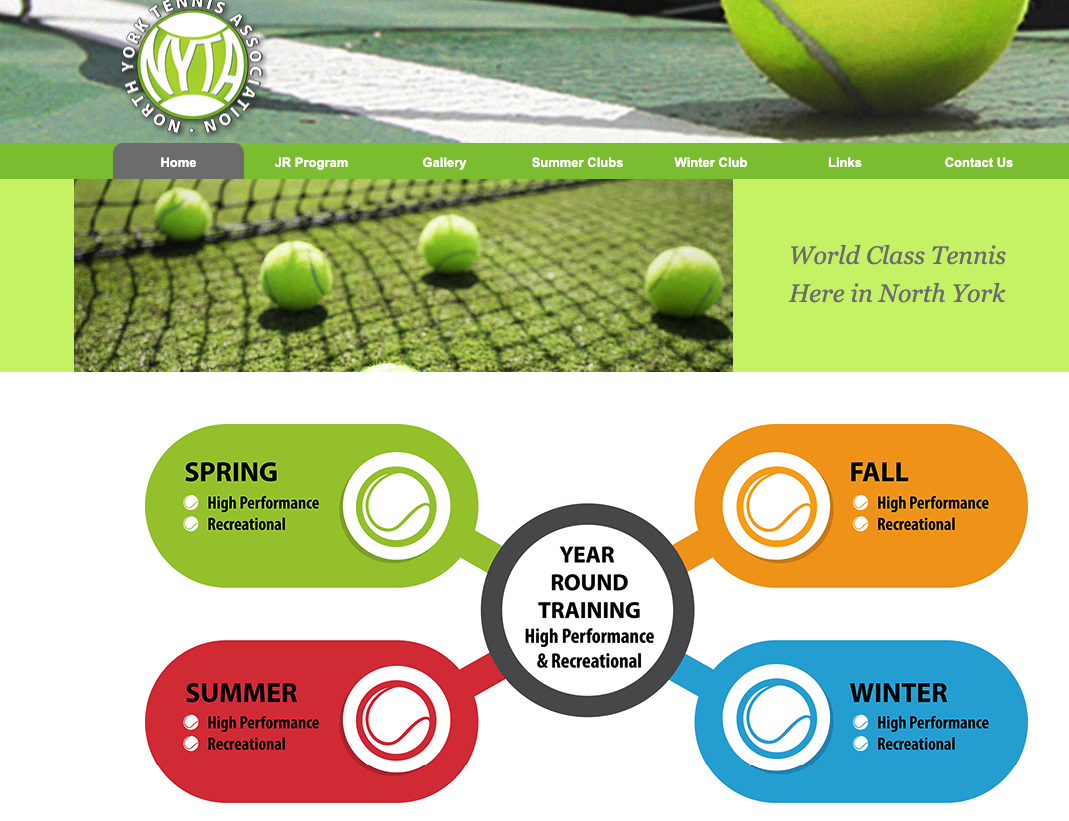 NORTH YORK TENNIS ASSOCIATION ·
NYTA
Home JR Program Gallery Summer Clubs Winter Club Links Contact Us
World Class Tennis
Here in North York
SPRING
High Performance
Recreational
FALL
High Performance
Recreational
YEAR
ROUND
TRAINING
High Performance
& Recreational
SUMMER
High Performance
Recreational
WINTER
High Performance
Recreational